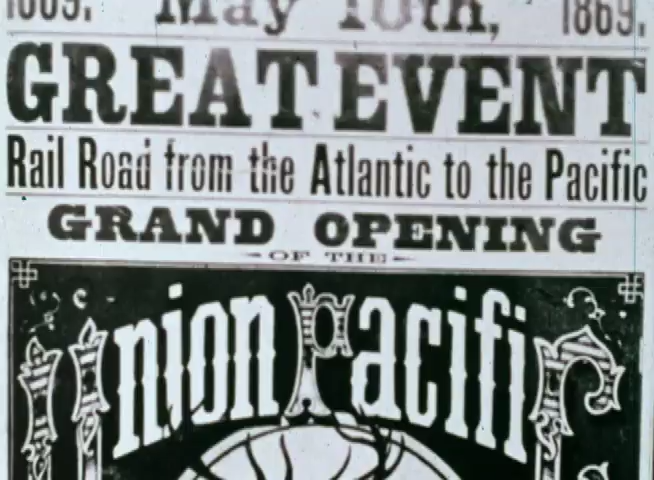 1869. May 10th, 1869.
GREAT EVENT
Rail Road from the Atlantic to the Pacific
GRAND OPENING
OF THE
Union Pacific